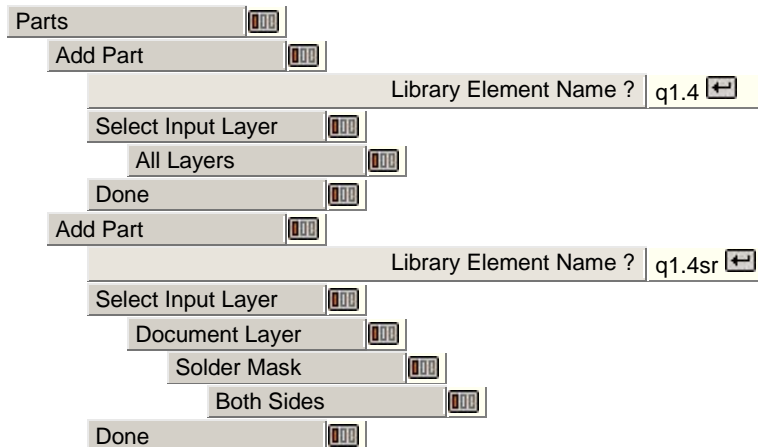 Parts
Add Part
Library Element Name ? q1.4
Select Input Layer
All Layers
Done
Add Part
Library Element Name ? q1.4sr
Select Input Layer
Document Layer
Solder Mask
Both Sides
Done